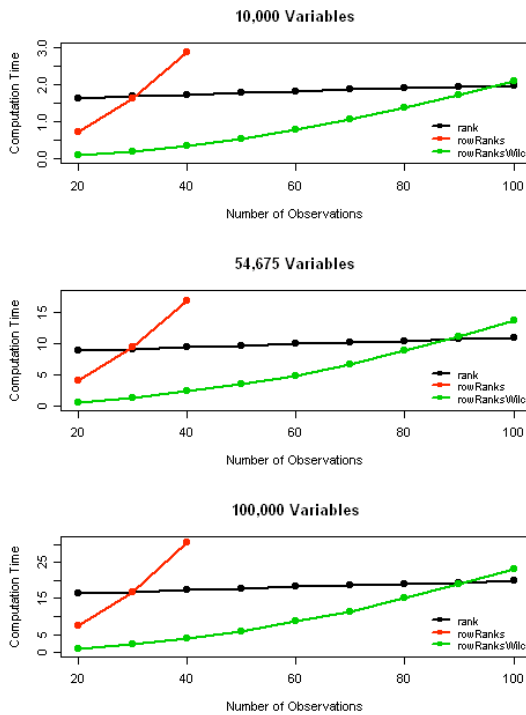 10,000 Variables
Computation Time
0.0 1.0 2.0 3.0
rank
rowRanks
rowRanksWilc
20 40 60 80 100
Number of Observations
54,675 Variables
Computation Time
0 5 10 15
rank
rowRanks
rowRanksWilc
20 40 60 80 100
Number of Observations
100,000 Variables
Computation Time
0 5 15 25
rank
rowRanks
rowRanksWilc
20 40 60 80 100
Number of Observations